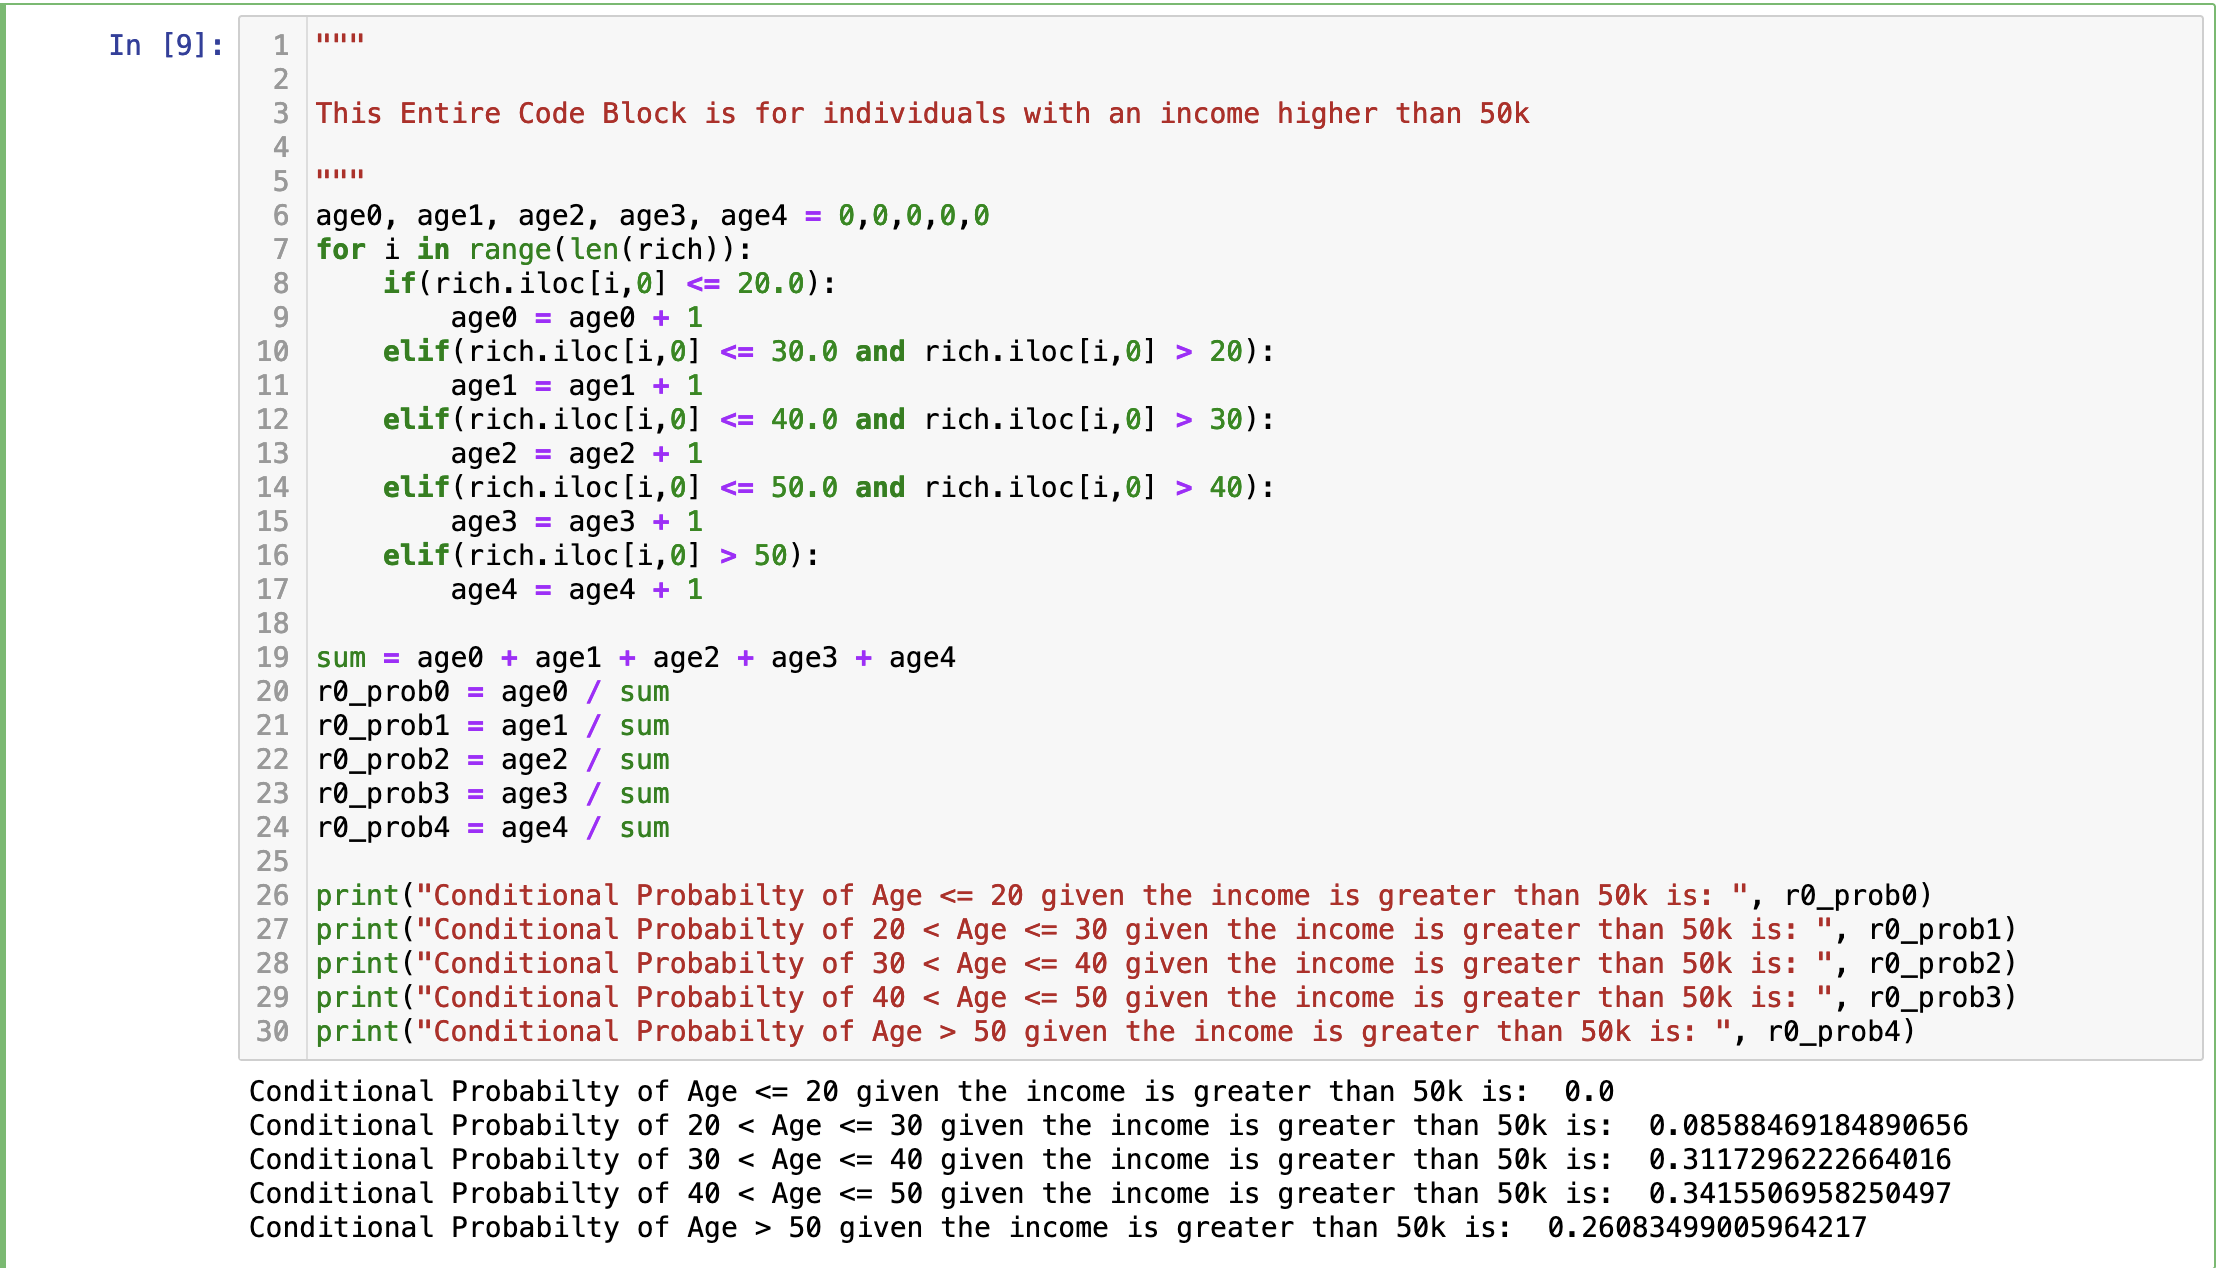 In [9]:
1 """
2
3 This Entire Code Block is for individuals with an income higher than 50k
4
5 """
6 age0, age1, age2, age3, age4 = 0,0,0,0,0
7 for i in range(len(rich)):
8     if(rich.iloc[i,0] <= 20.0):
9         age0 = age0 + 1
10     elif(rich.iloc[i,0] <= 30.0 and rich.iloc[i,0] > 20):
11         age1 = age1 + 1
12     elif(rich.iloc[i,0] <= 40.0 and rich.iloc[i,0] > 30):
13         age2 = age2 + 1
14     elif(rich.iloc[i,0] <= 50.0 and rich.iloc[i,0] > 40):
15         age3 = age3 + 1
16     elif(rich.iloc[i,0] > 50):
17         age4 = age4 + 1
18
19 sum = age0 + age1 + age2 + age3 + age4
20 r0_prob0 = age0 / sum
21 r0_prob1 = age1 / sum
22 r0_prob2 = age2 / sum
23 r0_prob3 = age3 / sum
24 r0_prob4 = age4 / sum
25
26 print("Conditional Probabilty of Age <= 20 given the income is greater than 50k is: ", r0_prob0)
27 print("Conditional Probabilty of 20 < Age <= 30 given the income is greater than 50k is: ", r0_prob1)
28 print("Conditional Probabilty of 30 < Age <= 40 given the income is greater than 50k is: ", r0_prob2)
29 print("Conditional Probabilty of 40 < Age <= 50 given the income is greater than 50k is: ", r0_prob3)
30 print("Conditional Probabilty of Age > 50 given the income is greater than 50k is: ", r0_prob4)
Conditional Probabilty of Age <= 20 given the income is greater than 50k is:  0.0
Conditional Probabilty of 20 < Age <= 30 given the income is greater than 50k is:  0.08588469184890656
Conditional Probabilty of 30 < Age <= 40 given the income is greater than 50k is:  0.3117296222664016
Conditional Probabilty of 40 < Age <= 50 given the income is greater than 50k is:  0.3415506958250497
Conditional Probabilty of Age > 50 given the income is greater than 50k is:  0.26083499005964217